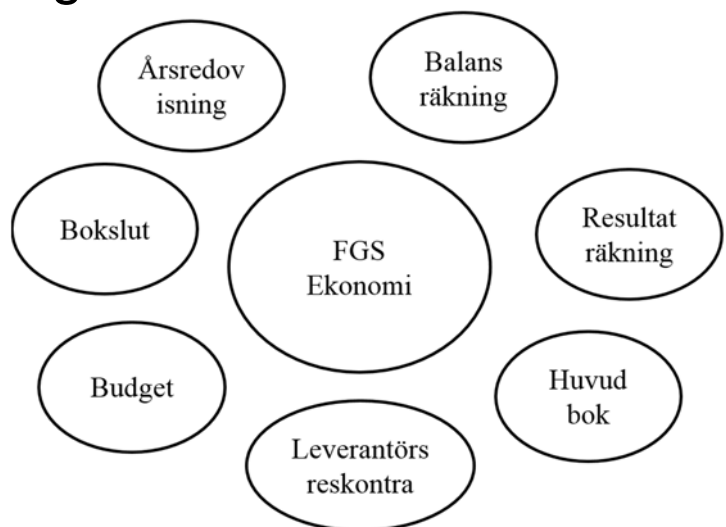 Årsredov
isning
Balans
räkning
Bokslut
FGS
Ekonomi
Resultat
räkning
Budget
Huvud
bok
Leverantörs
reskontra